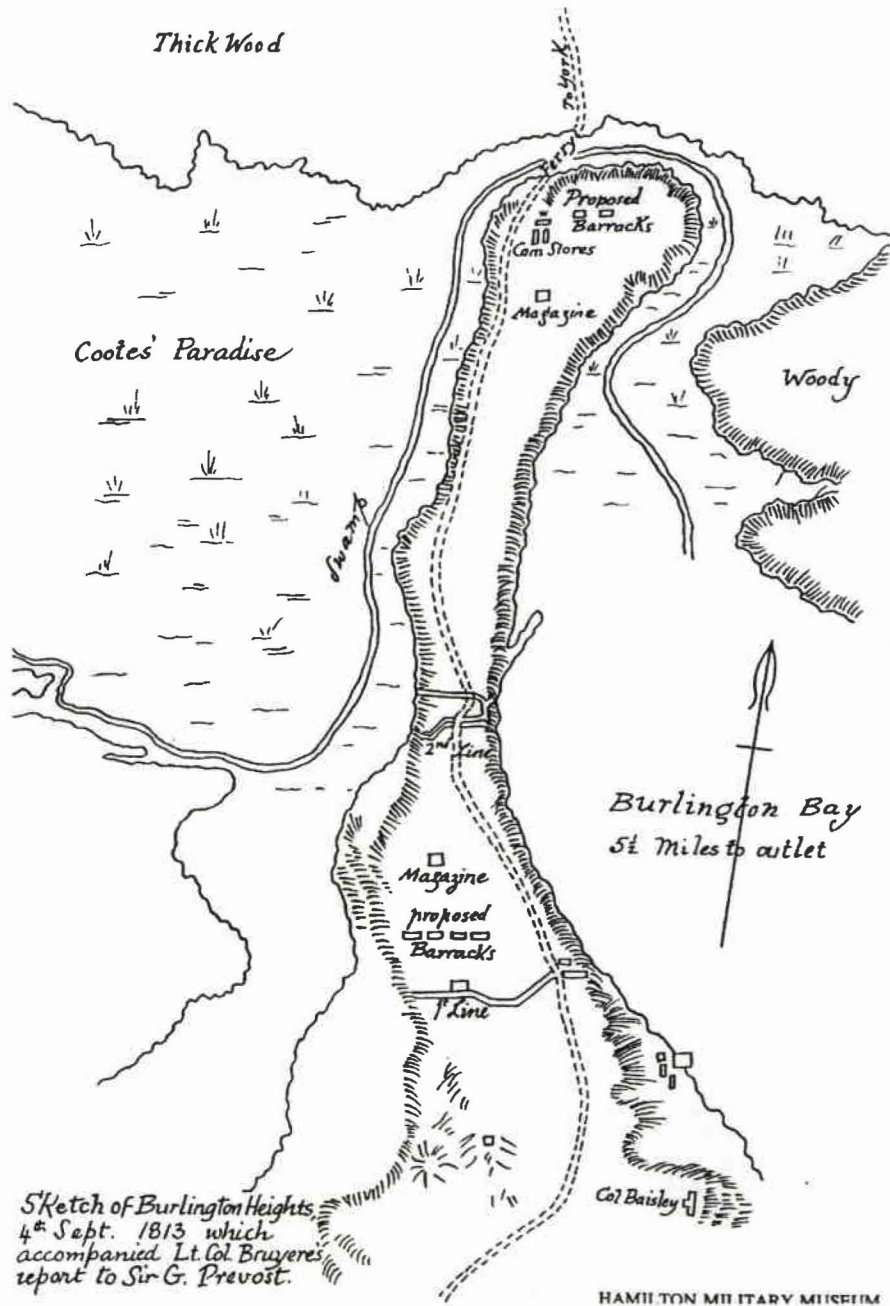 Thick Wood
To York
Ferry
Proposed
Barracks
Com Stores
Magazine
Cootes' Paradise
Woody
Swamp
2nd Line
Burlington Bay
5¼ Miles to outlet
Magazine
proposed
Barracks
1st Line
Col Baisley
Sketch of Burlington Heights
4th Sept. 1813 which
accompanied Lt. Col. Bruyeres
report to Sir G. Prevost.
HAMILTON MILITARY MUSEUM